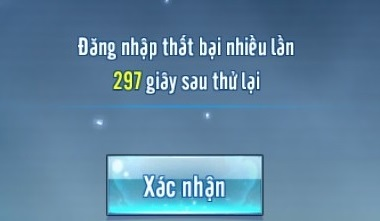 Đăng nhập thất bại nhiều lần
297 giây sau thử lại
Xác nhận